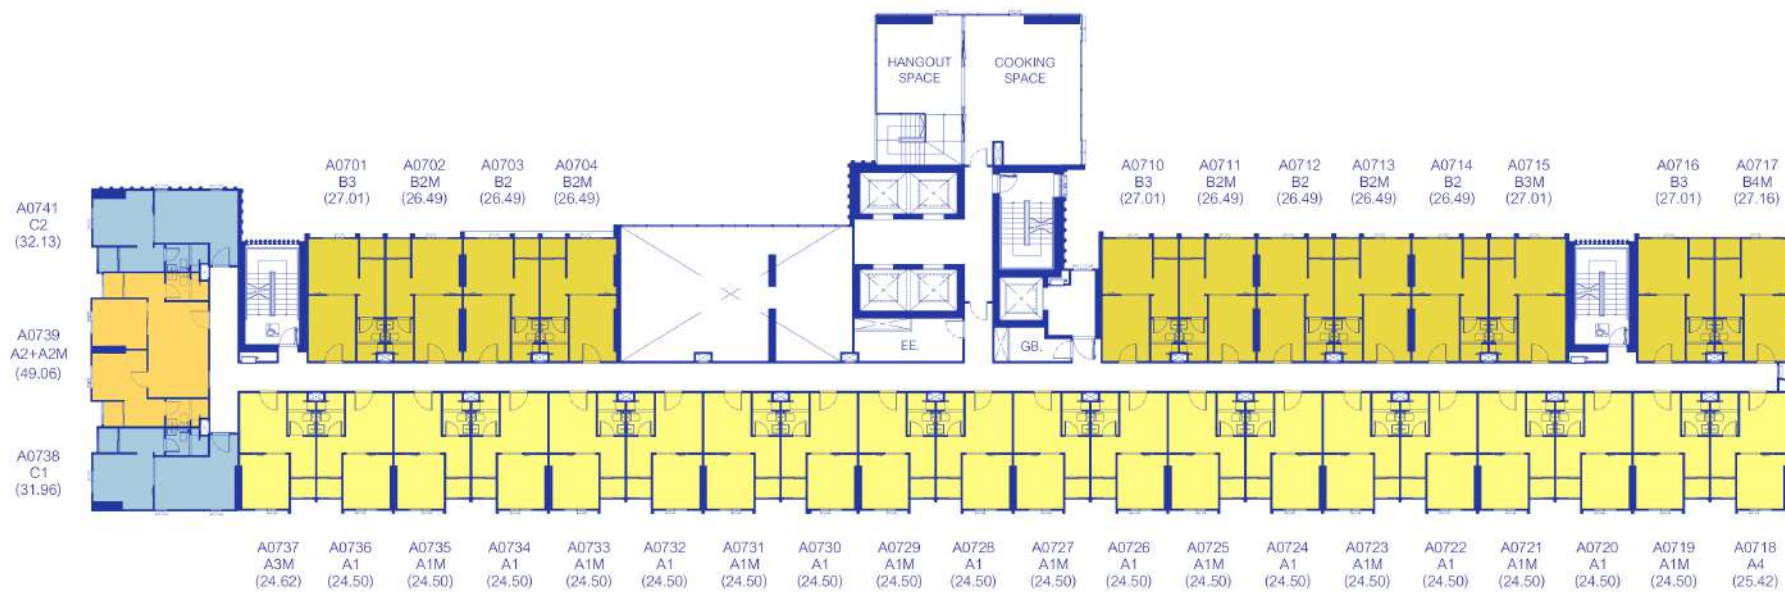 HANGOUT
SPACE
COOKING
SPACE
A0701
B3
(27.01)
A0702
B2M
(26.49)
A0703
B2
(26.49)
A0704
B2M
(26.49)
A0710
B3
(27.01)
A0711
B2M
(26.49)
A0712
B2
(26.49)
A0713
B2M
(26.49)
A0714
B2
(26.49)
A0715
B3M
(27.01)
A0716
B3
(27.01)
A0717
B4M
(27.16)
A0741
C2
(32.13)
A0739
A2+A2M
(49.06)
A0738
C1
(31.96)
EE.
GB.
A0737
A3M
(24.62)
A0736
A1
(24.50)
A0735
A1M
(24.50)
A0734
A1
(24.50)
A0733
A1M
(24.50)
A0732
A1
(24.50)
A0731
A1M
(24.50)
A0730
A1
(24.50)
A0729
A1M
(24.50)
A0728
A1
(24.50)
A0727
A1M
(24.50)
A0726
A1
(24.50)
A0725
A1M
(24.50)
A0724
A1
(24.50)
A0723
A1M
(24.50)
A0722
A1
(24.50)
A0721
A1M
(24.50)
A0720
A1
(24.50)
A0719
A1M
(24.50)
A0718
A4
(25.42)